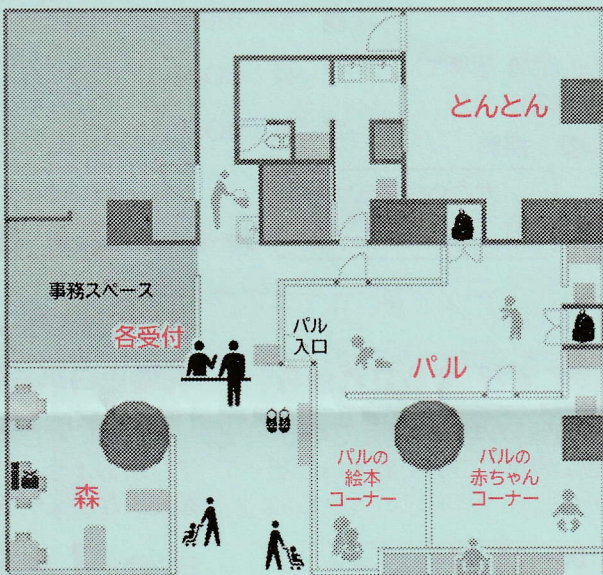 とんとん
事務スペース
各受付
パル
入口
パル
森
パルの
絵本
コーナー
パルの
赤ちゃん
コーナー